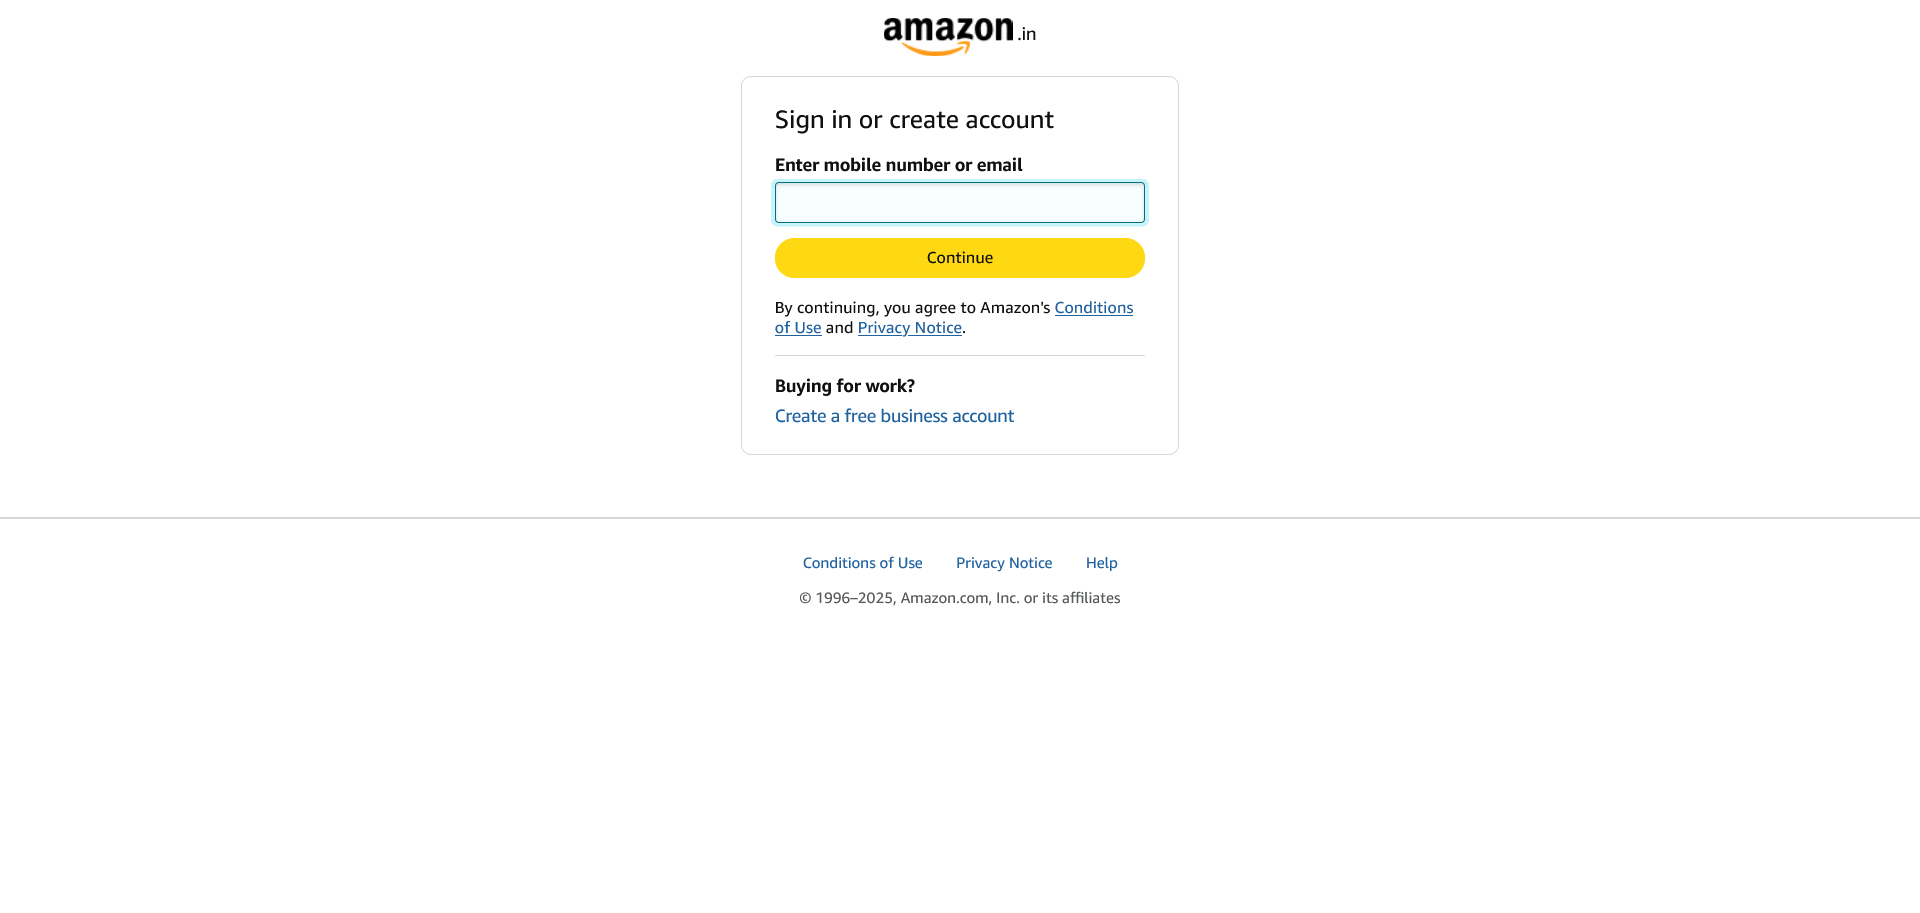 amazon.in
Sign in or create account
Enter mobile number or email
Continue
By continuing, you agree to Amazon's Conditions
of Use and Privacy Notice.
Buying for work?
Create a free business account
Conditions of Use Privacy Notice Help
© 1996–2025, Amazon.com, Inc. or its affiliates